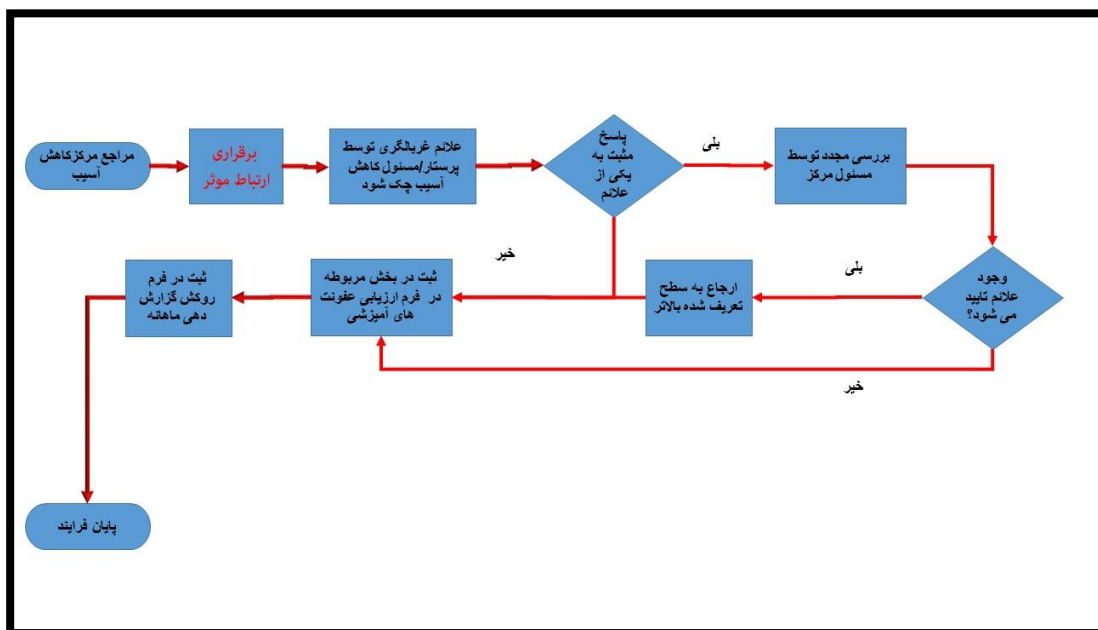 مراجع مرکزکاهش
آسیب
برقراری
ارتباط موثر
علائم غربالگری توسط
پرستار/مسئول کاهش
آسیب چک شود
پاسخ
مثبت به
یکی از
علائم
بلی
بررسی مجدد توسط
مسئول مرکز
وجود
علائم تایید
می شود؟
بلی
خیر
ارجاع به سطح
تعریف شده بالاتر
خیر
ثبت در بخش مربوطه
در فرم ارزیابی عفونت
های آمیزشی
ثبت در فرم
روکش گزارش
دهی ماهانه
پایان فرایند